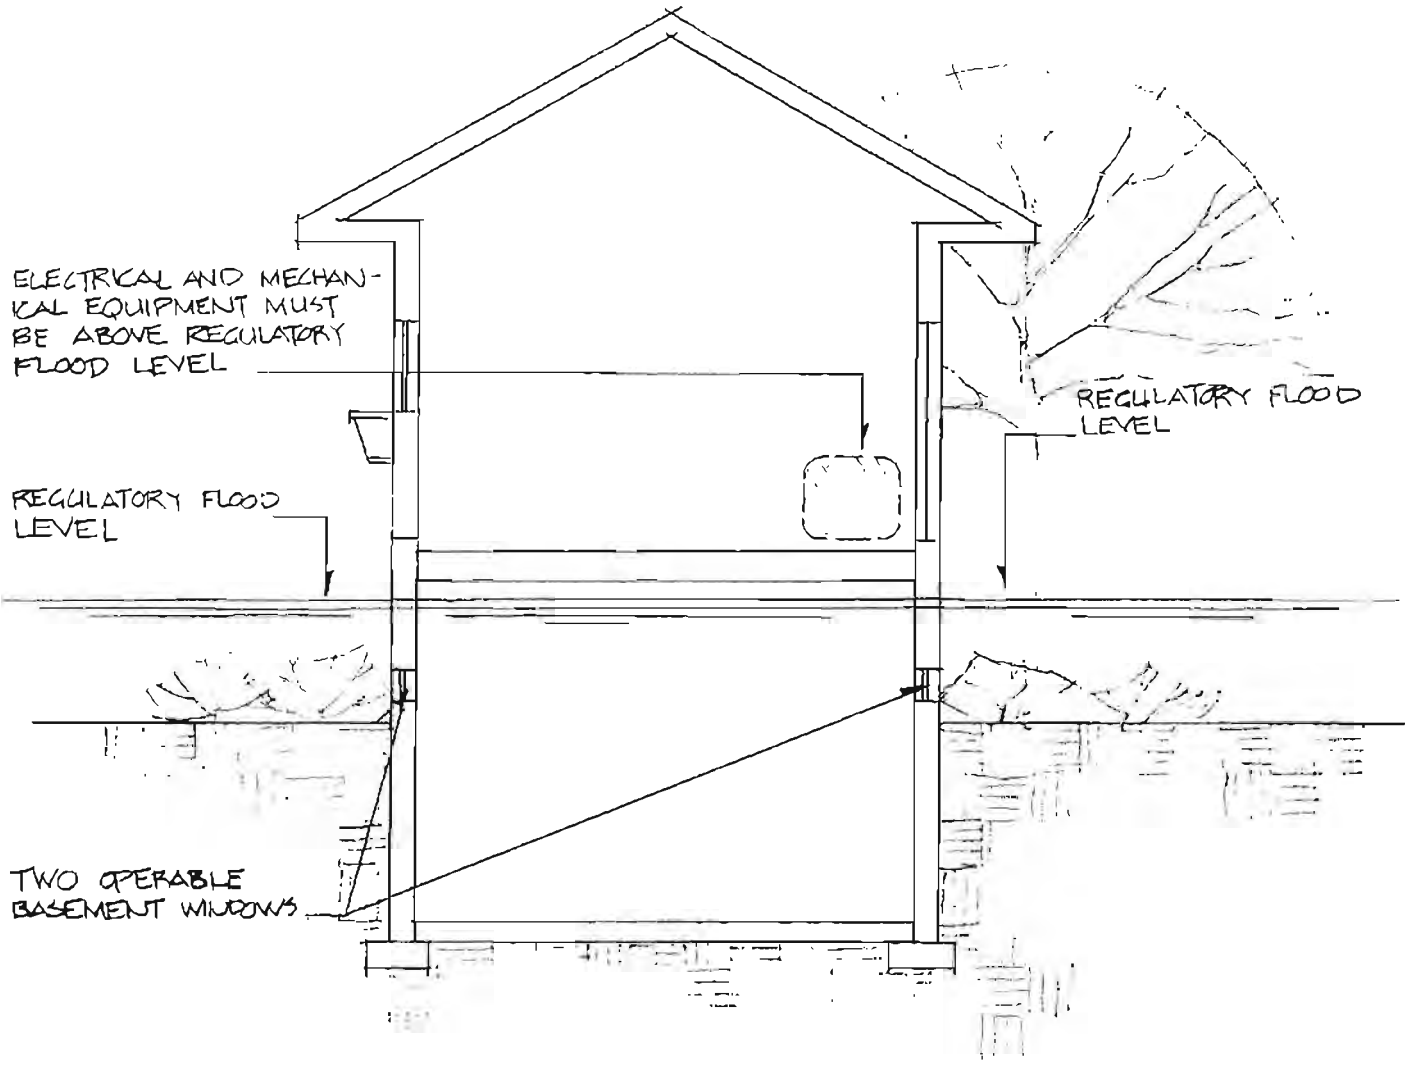 ELECTRICAL AND MECHAN-
ICAL EQUIPMENT MUST
BE ABOVE REGULATORY
FLOOD LEVEL
REGULATORY FLOOD
LEVEL
REGULATORY FLOOD
LEVEL
TWO OPERABLE
BASEMENT WINDOWS